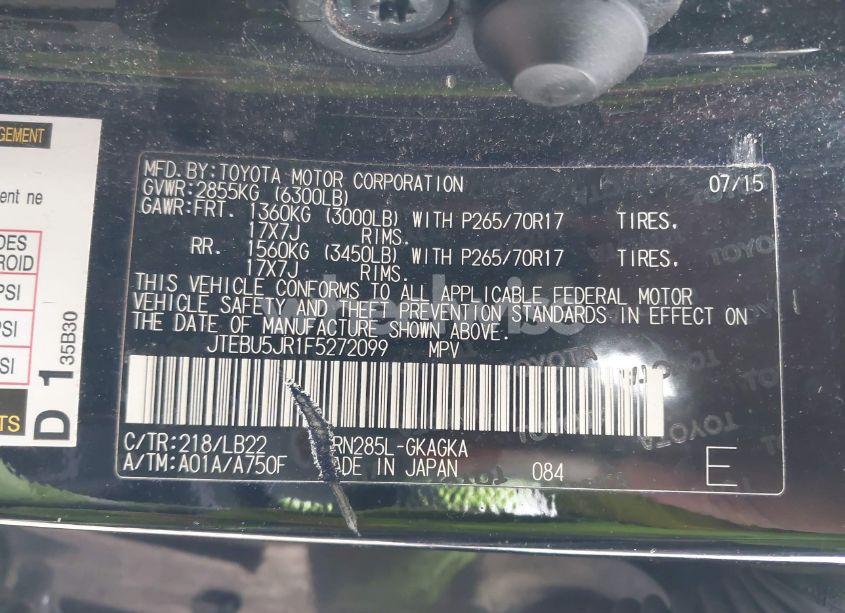 GEMENT
ent ne
DES
ROID
PSI
PSI
PSI
TS
D 1
35B30
MFD.BY:TOYOTA MOTOR CORPORATION 07/15
GVWR:2855KG (6300LB)
GAWR:FRT. 1360KG (3000LB) WITH P265/70R17 TIRES,
17X7J RIMS.
RR. 1560KG (3450LB) WITH P265/70R17 TIRES,
17X7J RIMS.
THIS VEHICLE CONFORMS TO ALL APPLICABLE FEDERAL MOTOR
VEHICLE SAFETY AND THEFT PREVENTION STANDARDS IN EFFECT ON
THE DATE OF MANUFACTURE SHOWN ABOVE.
JTEBU5JR1F5272099 MPV
C/TR:218/LB22 RN285L-GKAGKA
A/TM:A01A/A750F ADE IN JAPAN 084 E